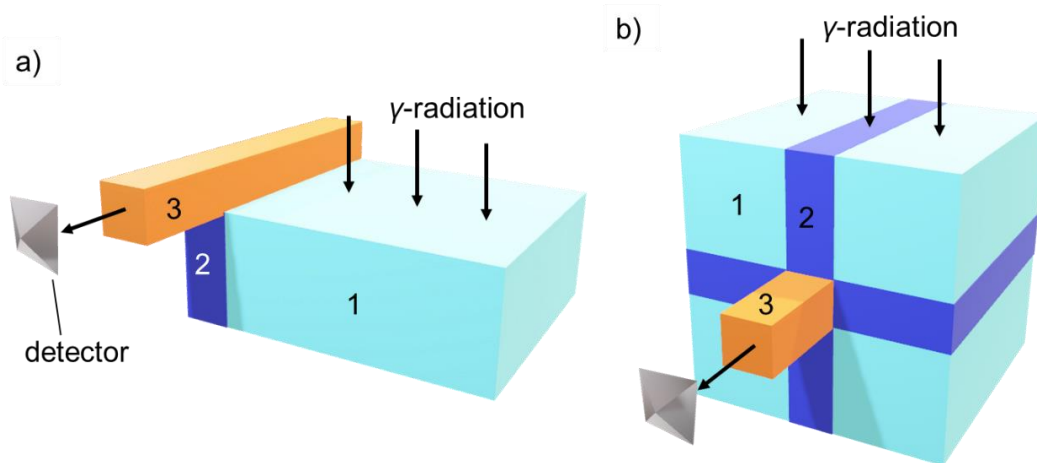 a)
γ-radiation
3
2
1
detector
b)
γ-radiation
1
2
3